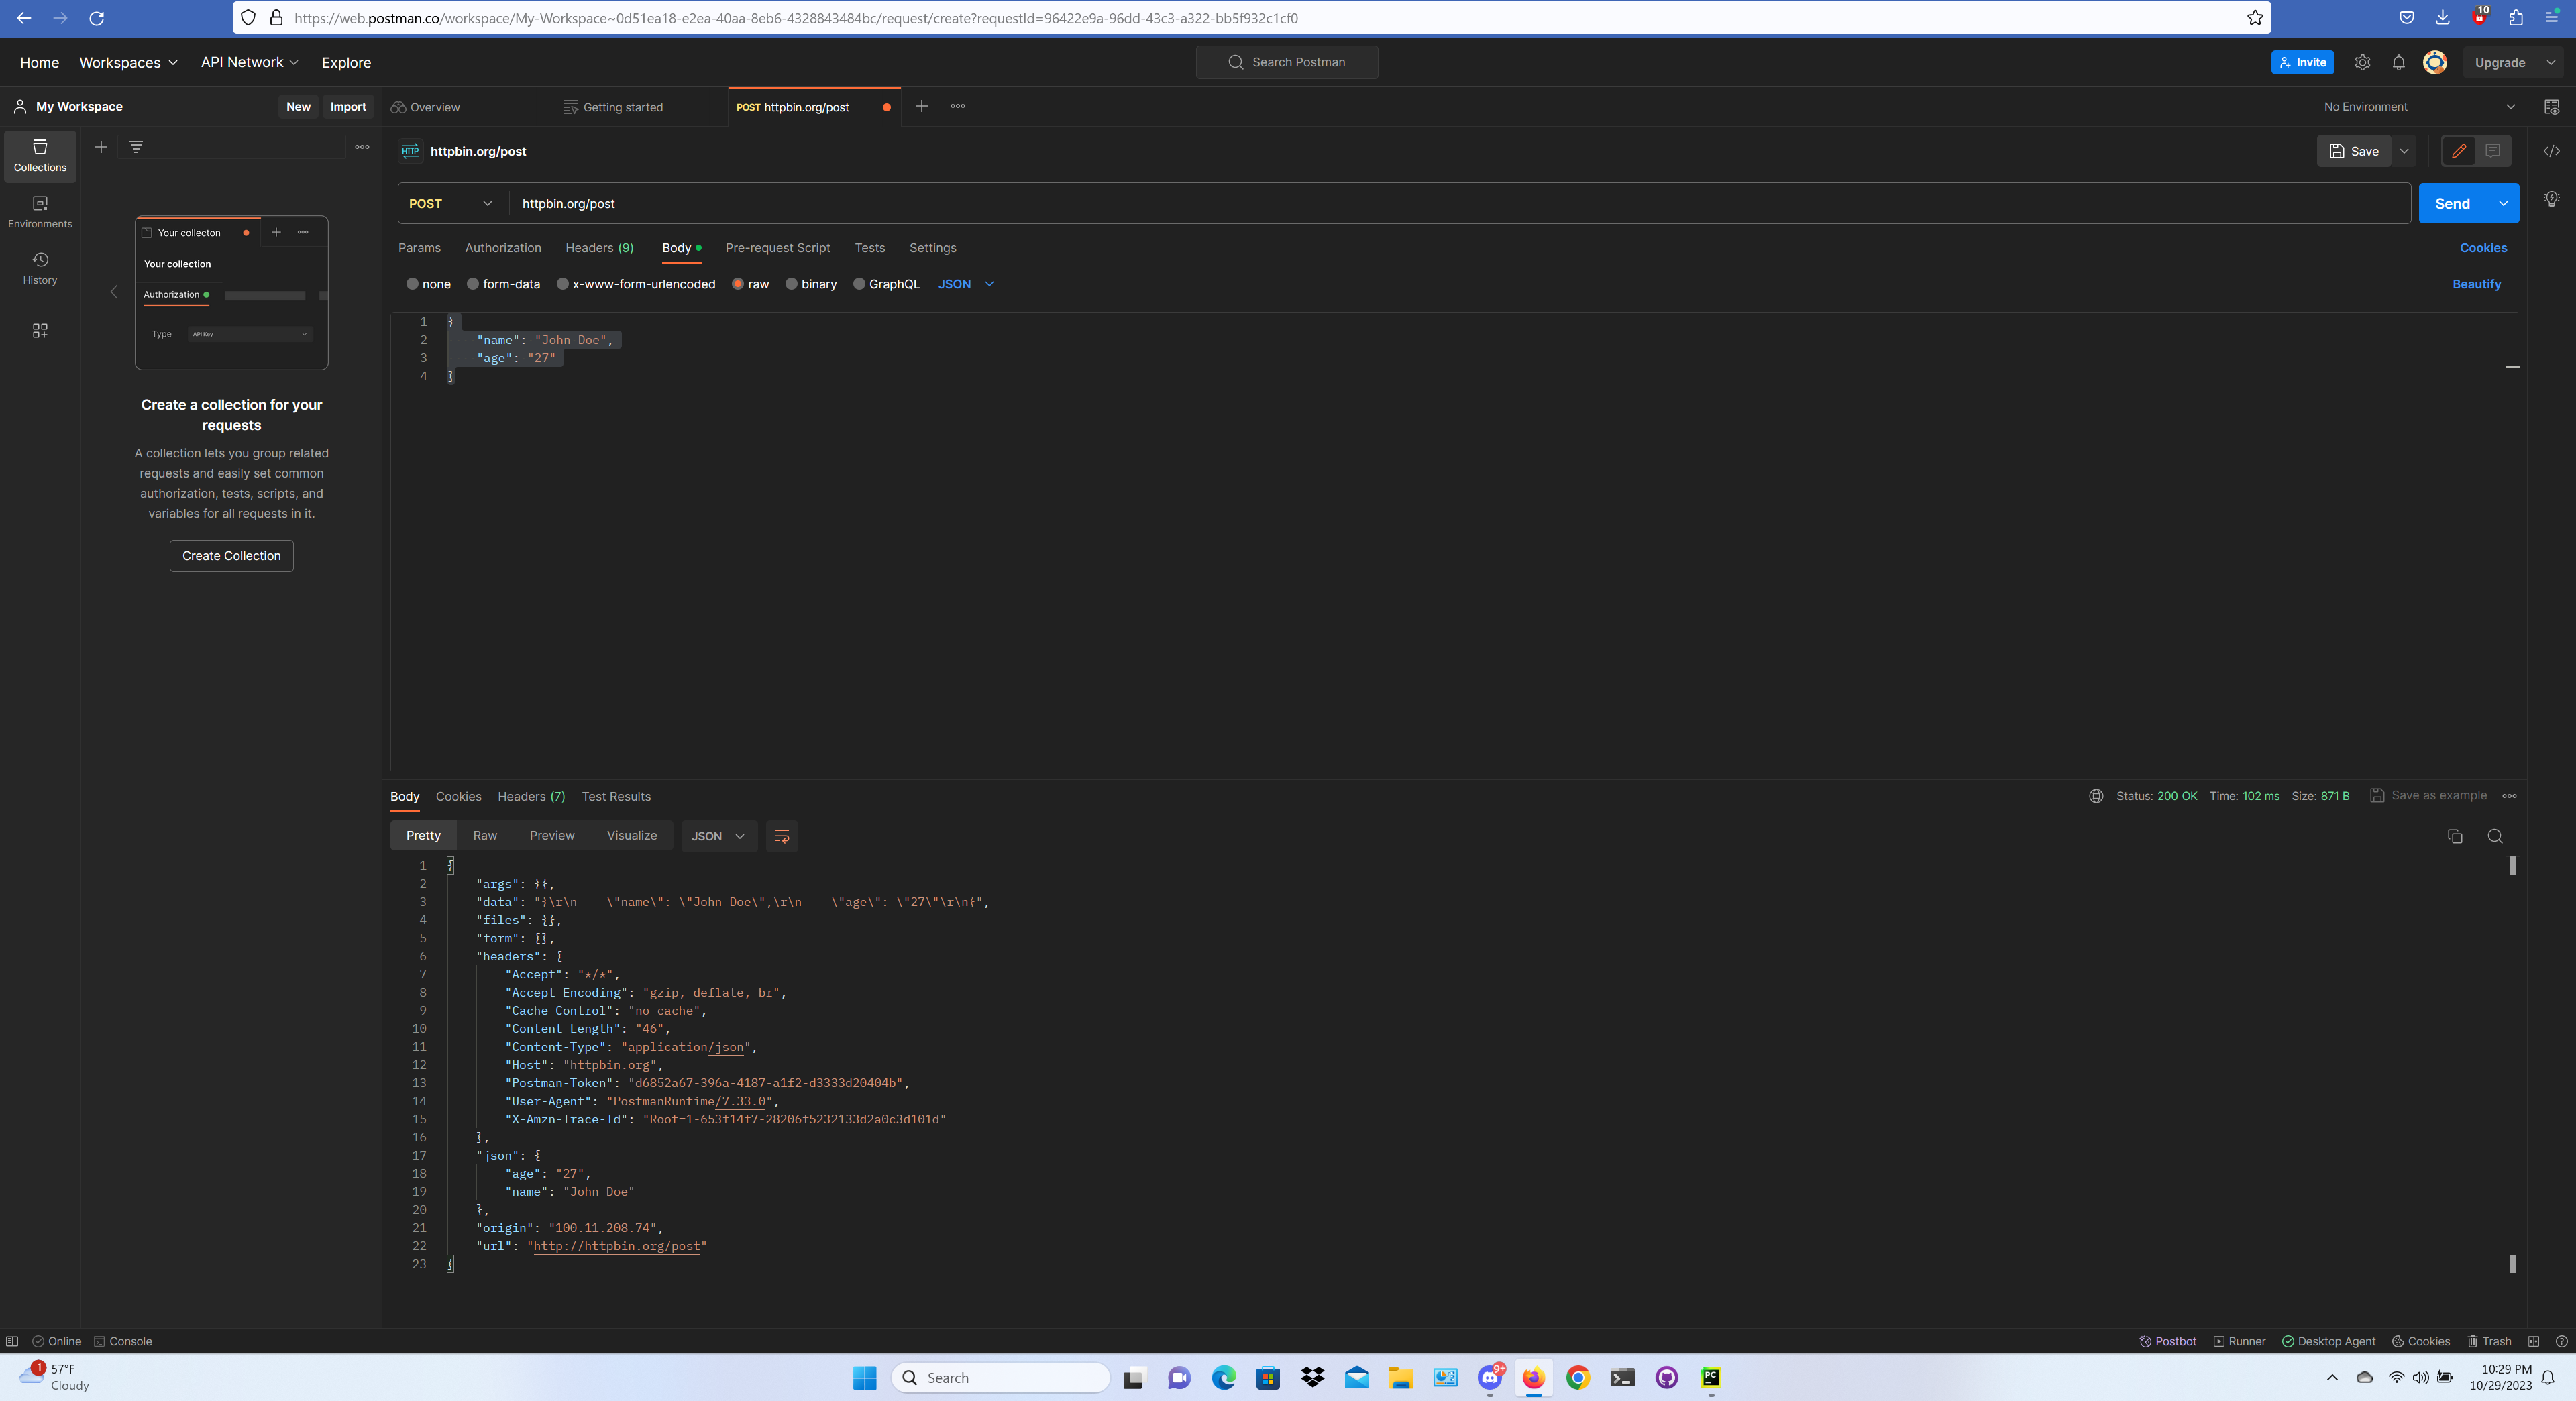 https://web.postman.co/workspace/My-Workspace~0d51ea18-e2ea-40aa-8eb6-4328843484bc/request/create?requestId=96422e9a-96dd-43c3-a322-bb5f932c1cf0
10
Home Workspaces API Network Explore
Search Postman
Invite
Upgrade
My Workspace
New Import
Overview
Getting started
POST httpbin.org/post
No Environment
Collections
Environments
History
Your collecton
Your collection
Authorization
Type API Key
Create a collection for your
requests
A collection lets you group related
requests and easily set common
authorization, tests, scripts, and
variables for all requests in it.
Create Collection
HTTP httpbin.org/post
Save
POST httpbin.org/post
Send
Params Authorization Headers (9) Body Pre-request Script Tests Settings
Cookies
none form-data x-www-form-urlencoded raw binary GraphQL JSON
Beautify
1 {
2 "name": "John Doe",
3 "age": "27"
4 }
Body Cookies Headers (7) Test Results
Status: 200 OK Time: 102 ms Size: 871 B Save as example
Pretty Raw Preview Visualize JSON
1 {
2 "args": {},
3 "data": "{\r\n    \"name\": \"John Doe\",\r\n    \"age\": \"27\"\r\n}",
4 "files": {},
5 "form": {},
6 "headers": {
7 "Accept": "*/*",
8 "Accept-Encoding": "gzip, deflate, br",
9 "Cache-Control": "no-cache",
10 "Content-Length": "46",
11 "Content-Type": "application/json",
12 "Host": "httpbin.org",
13 "Postman-Token": "d6852a67-396a-4187-a1f2-d3333d20404b",
14 "User-Agent": "PostmanRuntime/7.33.0",
15 "X-Amzn-Trace-Id": "Root=1-653f14f7-28206f5232133d2a0c3d101d"
16 },
17 "json": {
18 "age": "27",
19 "name": "John Doe"
20 },
21 "origin": "100.11.208.74",
22 "url": "http://httpbin.org/post"
23 }
Online Console
Postbot Runner Desktop Agent Cookies Trash
1 57°F
Cloudy
Search
9+
PC
10:29 PM
10/29/2023